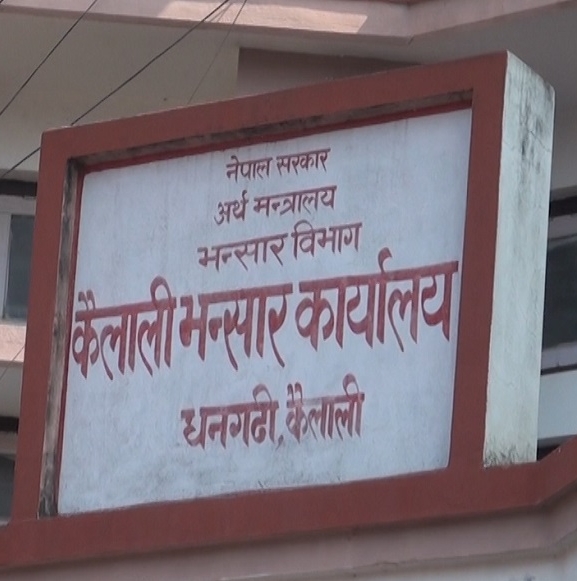 नेपाल सरकार
अर्थ मन्त्रालय
भन्सार विभाग
कैलाली भन्सार कार्यालय
धनगढी, कैलाली